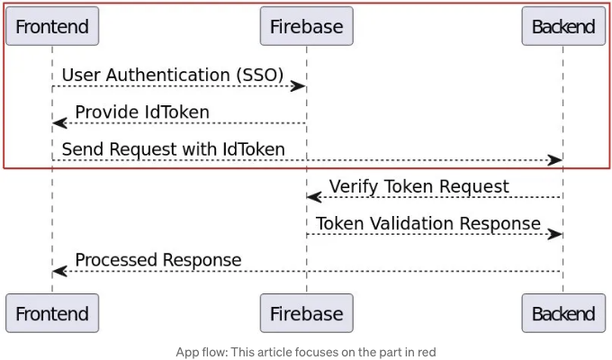 Frontend Firebase Backend
User Authentication (SSO)
Provide IdToken
Send Request with IdToken
Verify Token Request
Token Validation Response
Processed Response
Frontend Firebase Backend
App flow: This article focuses on the part in red